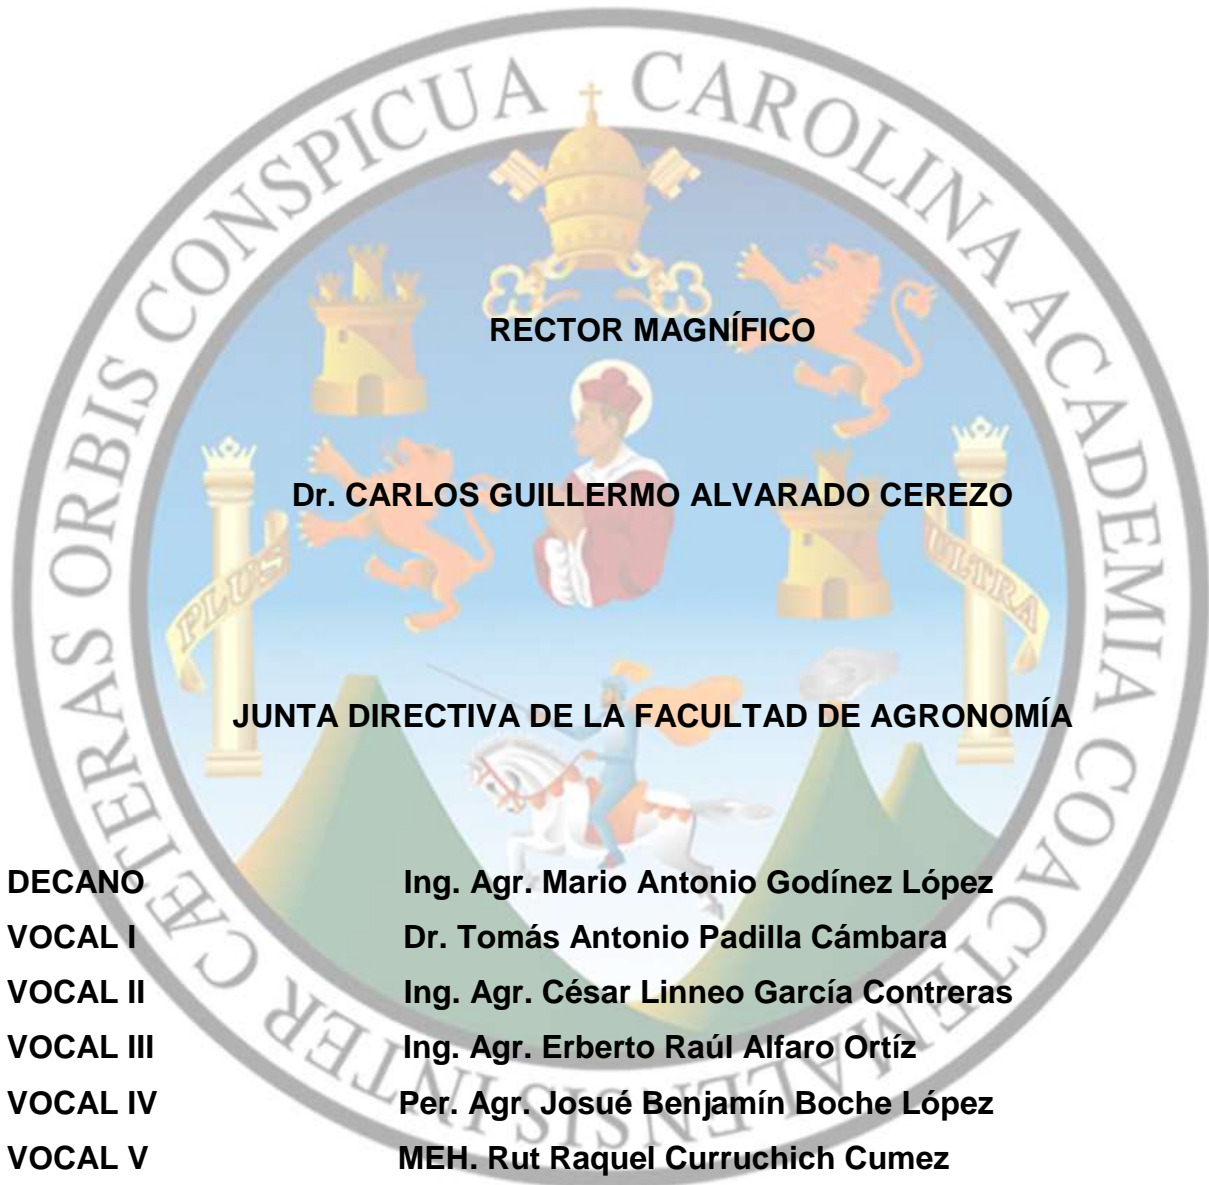 CAROLINA ACADEMIA COACTEMALENSIS INTER CÆTERAS ORBIS CONSPICUA
RECTOR MAGNÍFICO
Dr. CARLOS GUILLERMO ALVARADO CEREZO
PLUS
ULTRA
JUNTA DIRECTIVA DE LA FACULTAD DE AGRONOMÍA
DECANO Ing. Agr. Mario Antonio Godínez López
VOCAL I Dr. Tomás Antonio Padilla Cámbara
VOCAL II Ing. Agr. César Linneo García Contreras
VOCAL III Ing. Agr. Erberto Raúl Alfaro Ortíz
VOCAL IV Per. Agr. Josué Benjamín Boche López
VOCAL V MEH. Rut Raquel Curruchich Cumez